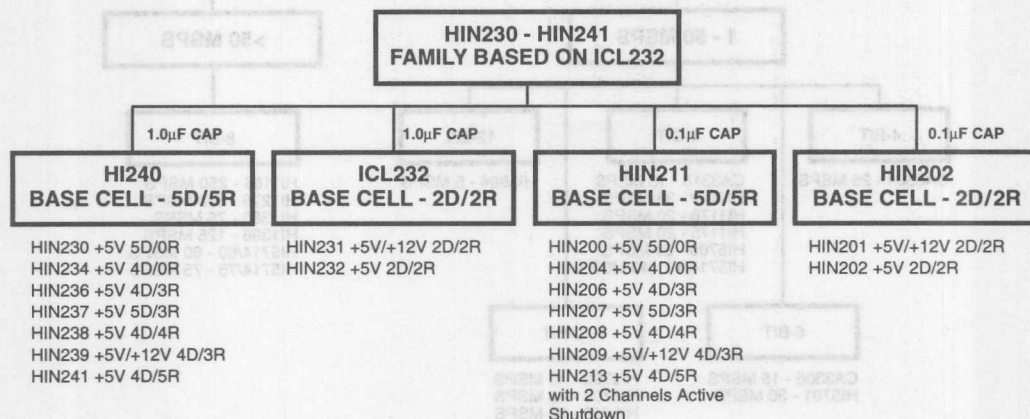 HIN230 - HIN241
FAMILY BASED ON ICL232
1.0µF CAP
HI240
BASE CELL - 5D/5R
HIN230 +5V 5D/0R
HIN234 +5V 4D/0R
HIN236 +5V 4D/3R
HIN237 +5V 5D/3R
HIN238 +5V 4D/4R
HIN239 +5V/+12V 4D/3R
HIN241 +5V 4D/5R
1.0µF CAP
ICL232
BASE CELL - 2D/2R
HIN231 +5V/+12V 2D/2R
HIN232 +5V 2D/2R
0.1µF CAP
HIN211
BASE CELL - 5D/5R
HIN200 +5V 5D/0R
HIN204 +5V 4D/0R
HIN206 +5V 4D/3R
HIN207 +5V 5D/3R
HIN208 +5V 4D/4R
HIN209 +5V/+12V 4D/3R
HIN213 +5V 4D/5R
with 2 Channels Active
Shutdown
0.1µF CAP
HIN202
BASE CELL - 2D/2R
HIN201 +5V/+12V 2D/2R
HIN202 +5V 2D/2R